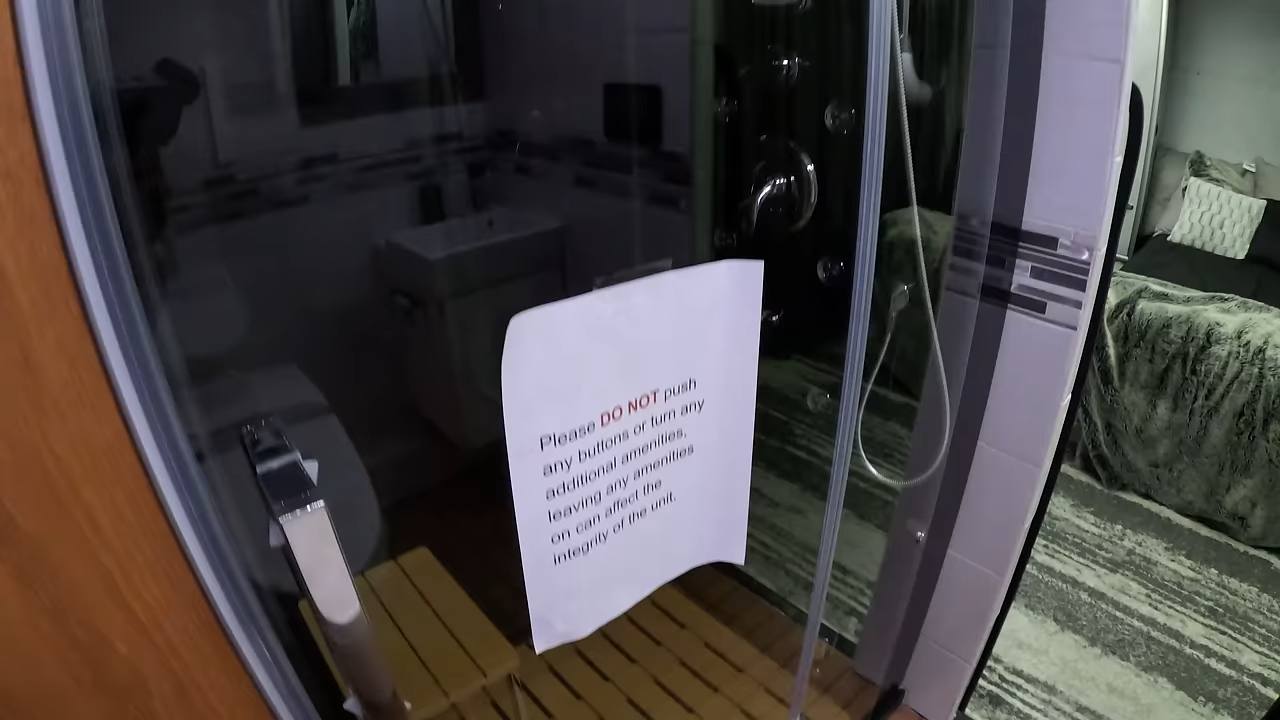 Please DO NOT push
any buttons or turn any
additional amenities,
leaving any amenities
on can affect the
integrity of the unit.